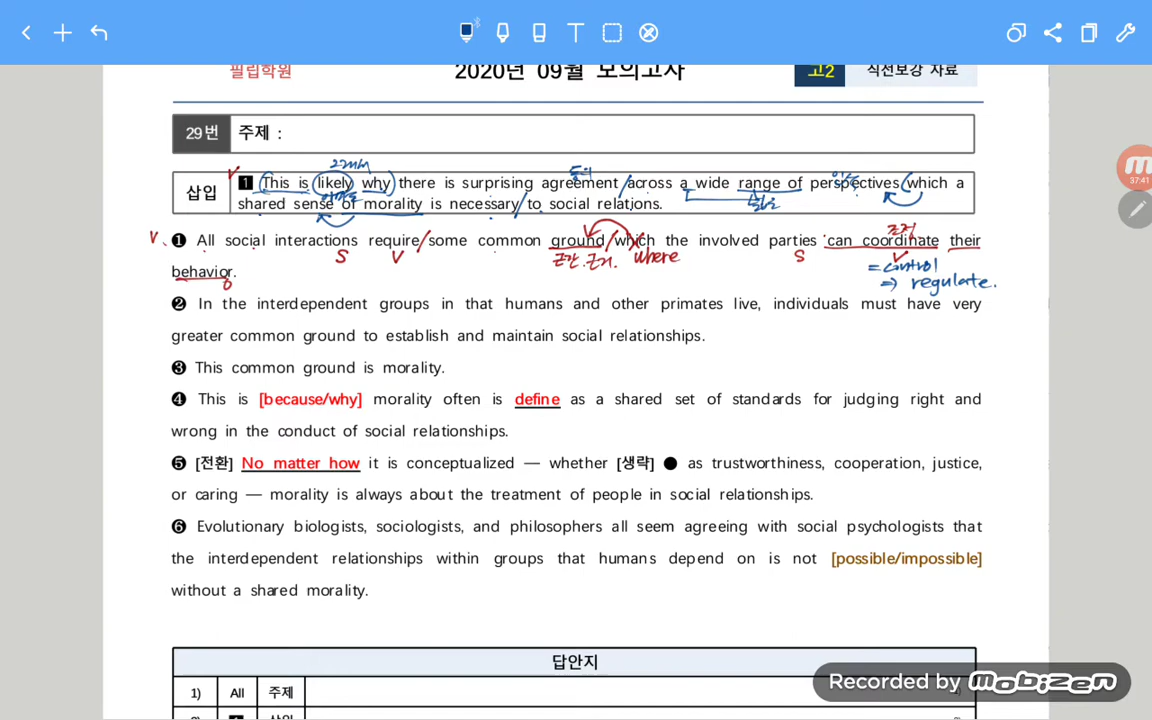 필립학원 2020년 09월 모의고사 고2 직전보강 자료
29번 주제 :
삽입 1 This is likely why there is surprising agreement across a wide range of perspectives which a
shared sense of morality is necessary to social relations.
❶ All social interactions require some common ground which the involved parties can coordinate their
조정
근간. 근거. where
S V S V
behavior.
O
= control
⇒ regulate.
❷ In the interdependent groups in that humans and other primates live, individuals must have very
greater common ground to establish and maintain social relationships.
❸ This common ground is morality.
❹ This is [because/why] morality often is define as a shared set of standards for judging right and
wrong in the conduct of social relationships.
❺ [전환] No matter how it is conceptualized — whether [생략] ● as trustworthiness, cooperation, justice,
or caring — morality is always about the treatment of people in social relationships.
❻ Evolutionary biologists, sociologists, and philosophers all seem agreeing with social psychologists that
the interdependent relationships within groups that humans depend on is not [possible/impossible]
without a shared morality.
답안지
1) All 주제
37:41
Recorded by mobizen